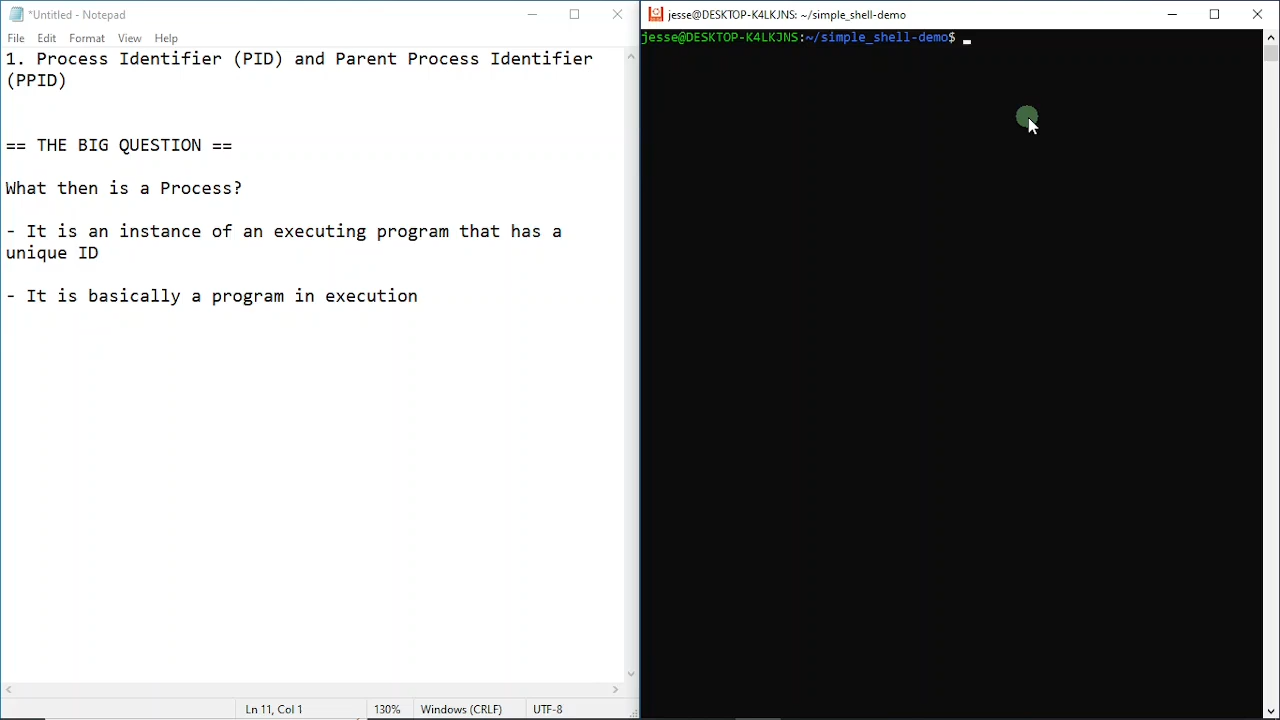 *Untitled - Notepad
File Edit Format View Help
1. Process Identifier (PID) and Parent Process Identifier
(PPID)
== THE BIG QUESTION ==
What then is a Process?
- It is an instance of an executing program that has a
unique ID
- It is basically a program in execution
Ln 11, Col 1 130% Windows (CRLF) UTF-8
jesse@DESKTOP-K4LKJNS: ~/simple_shell-demo
jesse@DESKTOP-K4LKJNS:~/simple_shell-demo$